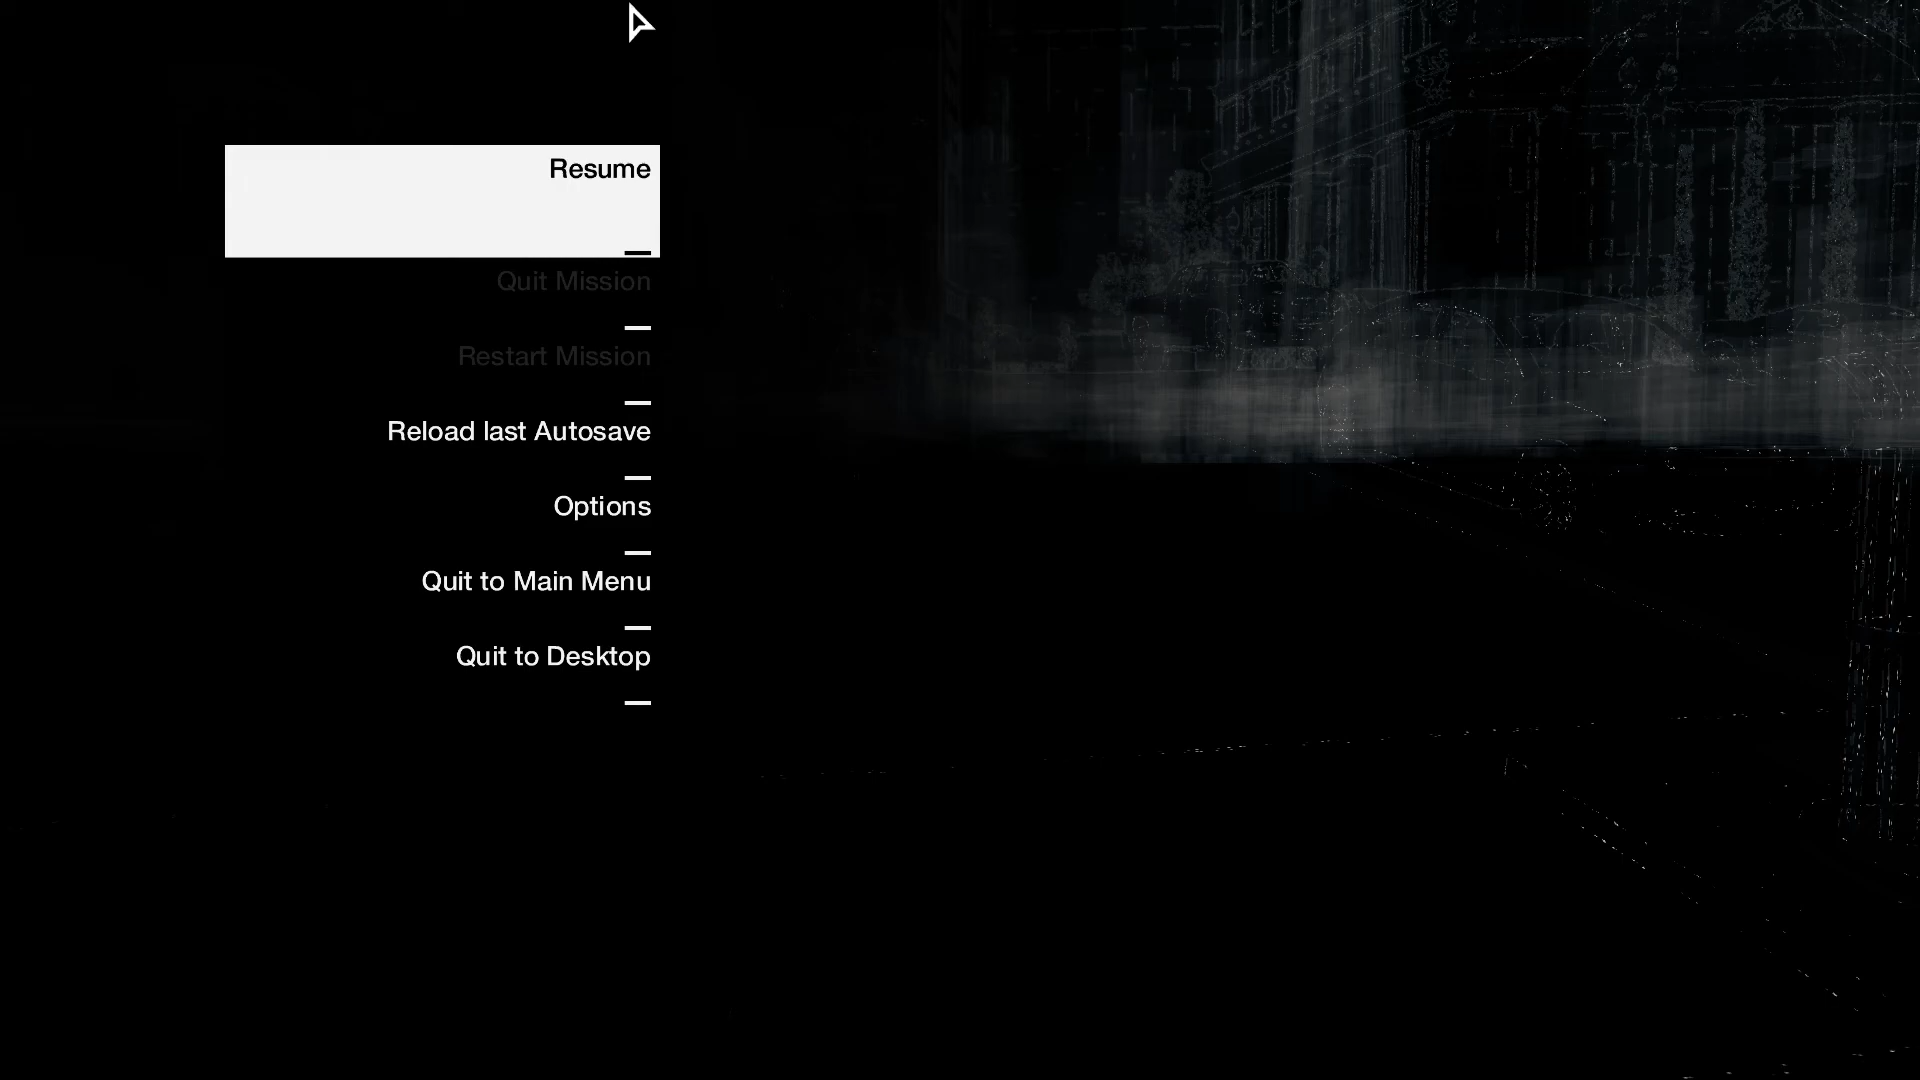 Resume
Quit Mission
Restart Mission
Reload last Autosave
Options
Quit to Main Menu
Quit to Desktop